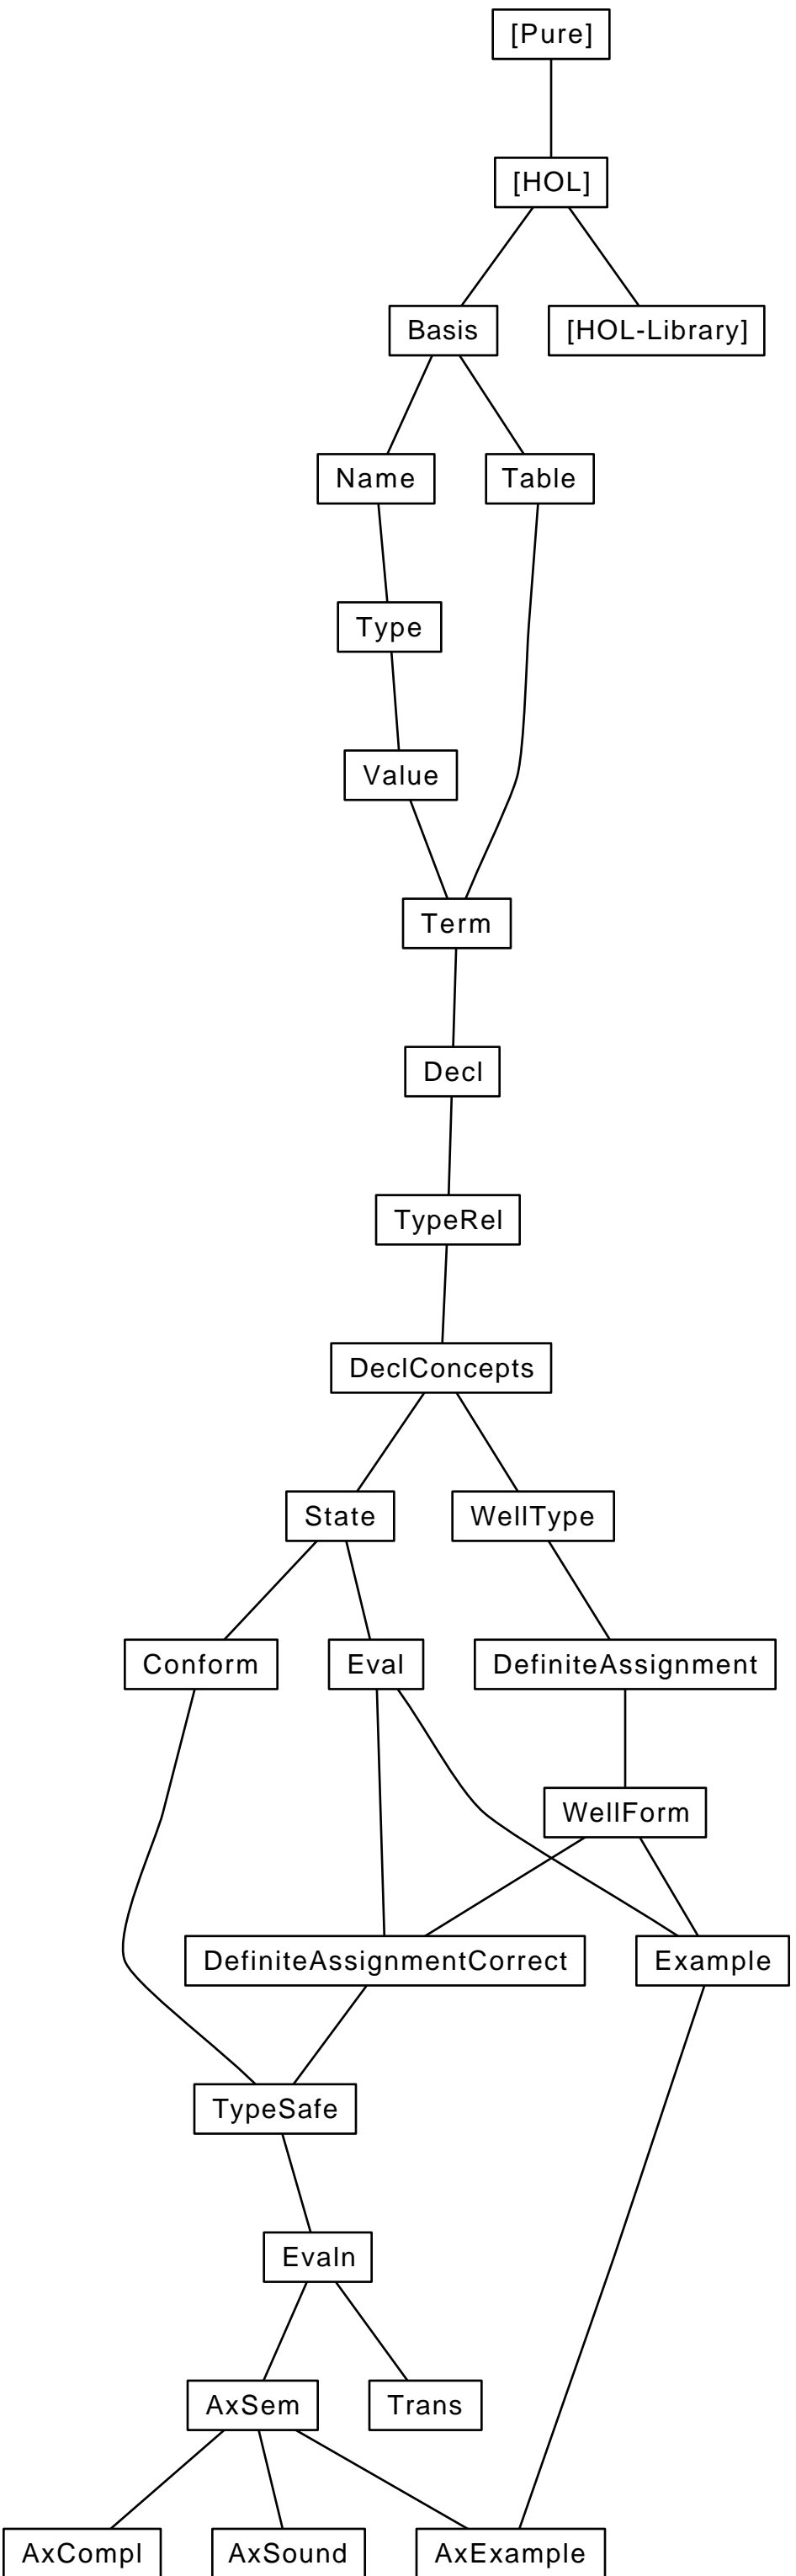 [Pure]
[HOL]
Basis
[HOL-Library]
Name
Table
Type
Value
Term
Decl
TypeRel
DeclConcepts
State
WellType
Conform
Eval
DefiniteAssignment
WellForm
DefiniteAssignmentCorrect
Example
TypeSafe
Evaln
AxSem
Trans
AxCompl
AxSound
AxExample